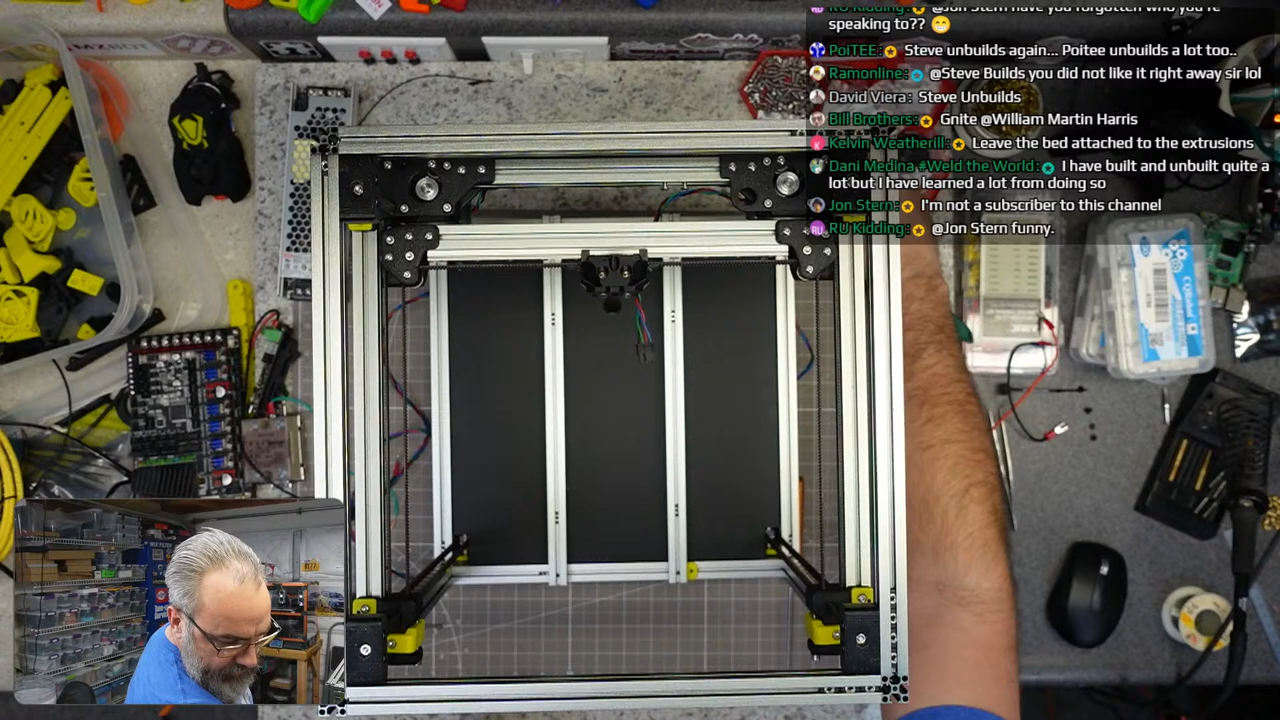 RU Kidding: @Jon Stern have you forgotten who you're
speaking to?? 😁
PoiTEE: Steve unbuilds again... Poitee unbuilds a lot too..
Ramonline: @Steve Builds you did not like it right away sir lol
David Viera: Steve Unbuilds
Bill Brothers: Gnite @William Martin Harris
Kelvin Weatherill: Leave the bed attached to the extrusions
Dani Medina #Weld the World: I have built and unbuilt quite a
lot but I have learned a lot from doing so
Jon Stern: I'm not a subscriber to this channel
RU Kidding: @Jon Stern funny.